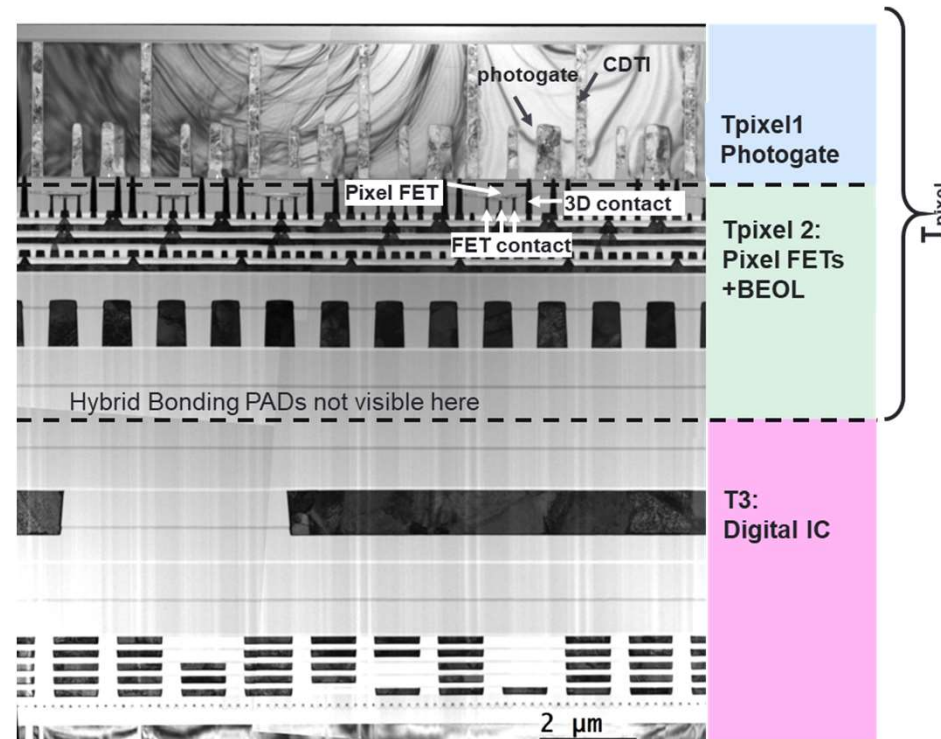 photogate
CDTI
Tpixel1
Photogate
Pixel FET
3D contact
FET contact
Tpixel 2:
Pixel FETs
+BEOL
Tpixel
Hybrid Bonding PADs not visible here
T3:
Digital IC
2 μm